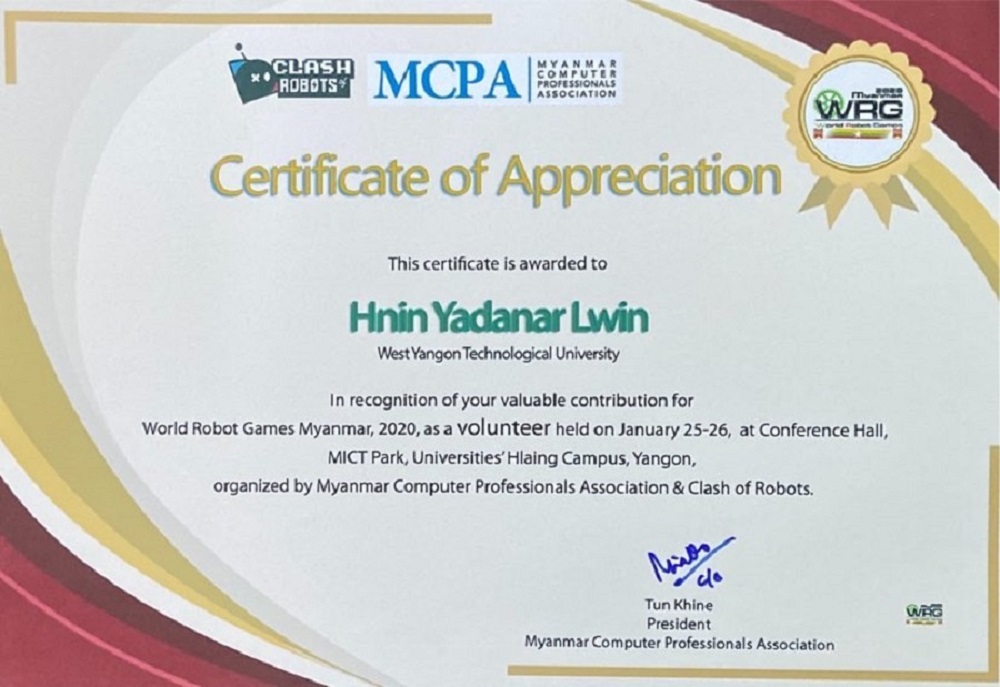 CLASH
ROBOTS
MCPA
MYANMAR
COMPUTER
PROFESSIONALS
ASSOCIATION
2020
Myanmar
WRG
World Robot Games
Certificate of Appreciation
This certificate is awarded to
Hnin Yadanar Lwin
West Yangon Technological University
In recognition of your valuable contribution for
World Robot Games Myanmar, 2020, as a volunteer held on January 25-26, at Conference Hall,
MICT Park, Universities' Hlaing Campus, Yangon,
organized by Myanmar Computer Professionals Association & Clash of Robots.
Tun Khine
President
Myanmar Computer Professionals Association
WRG